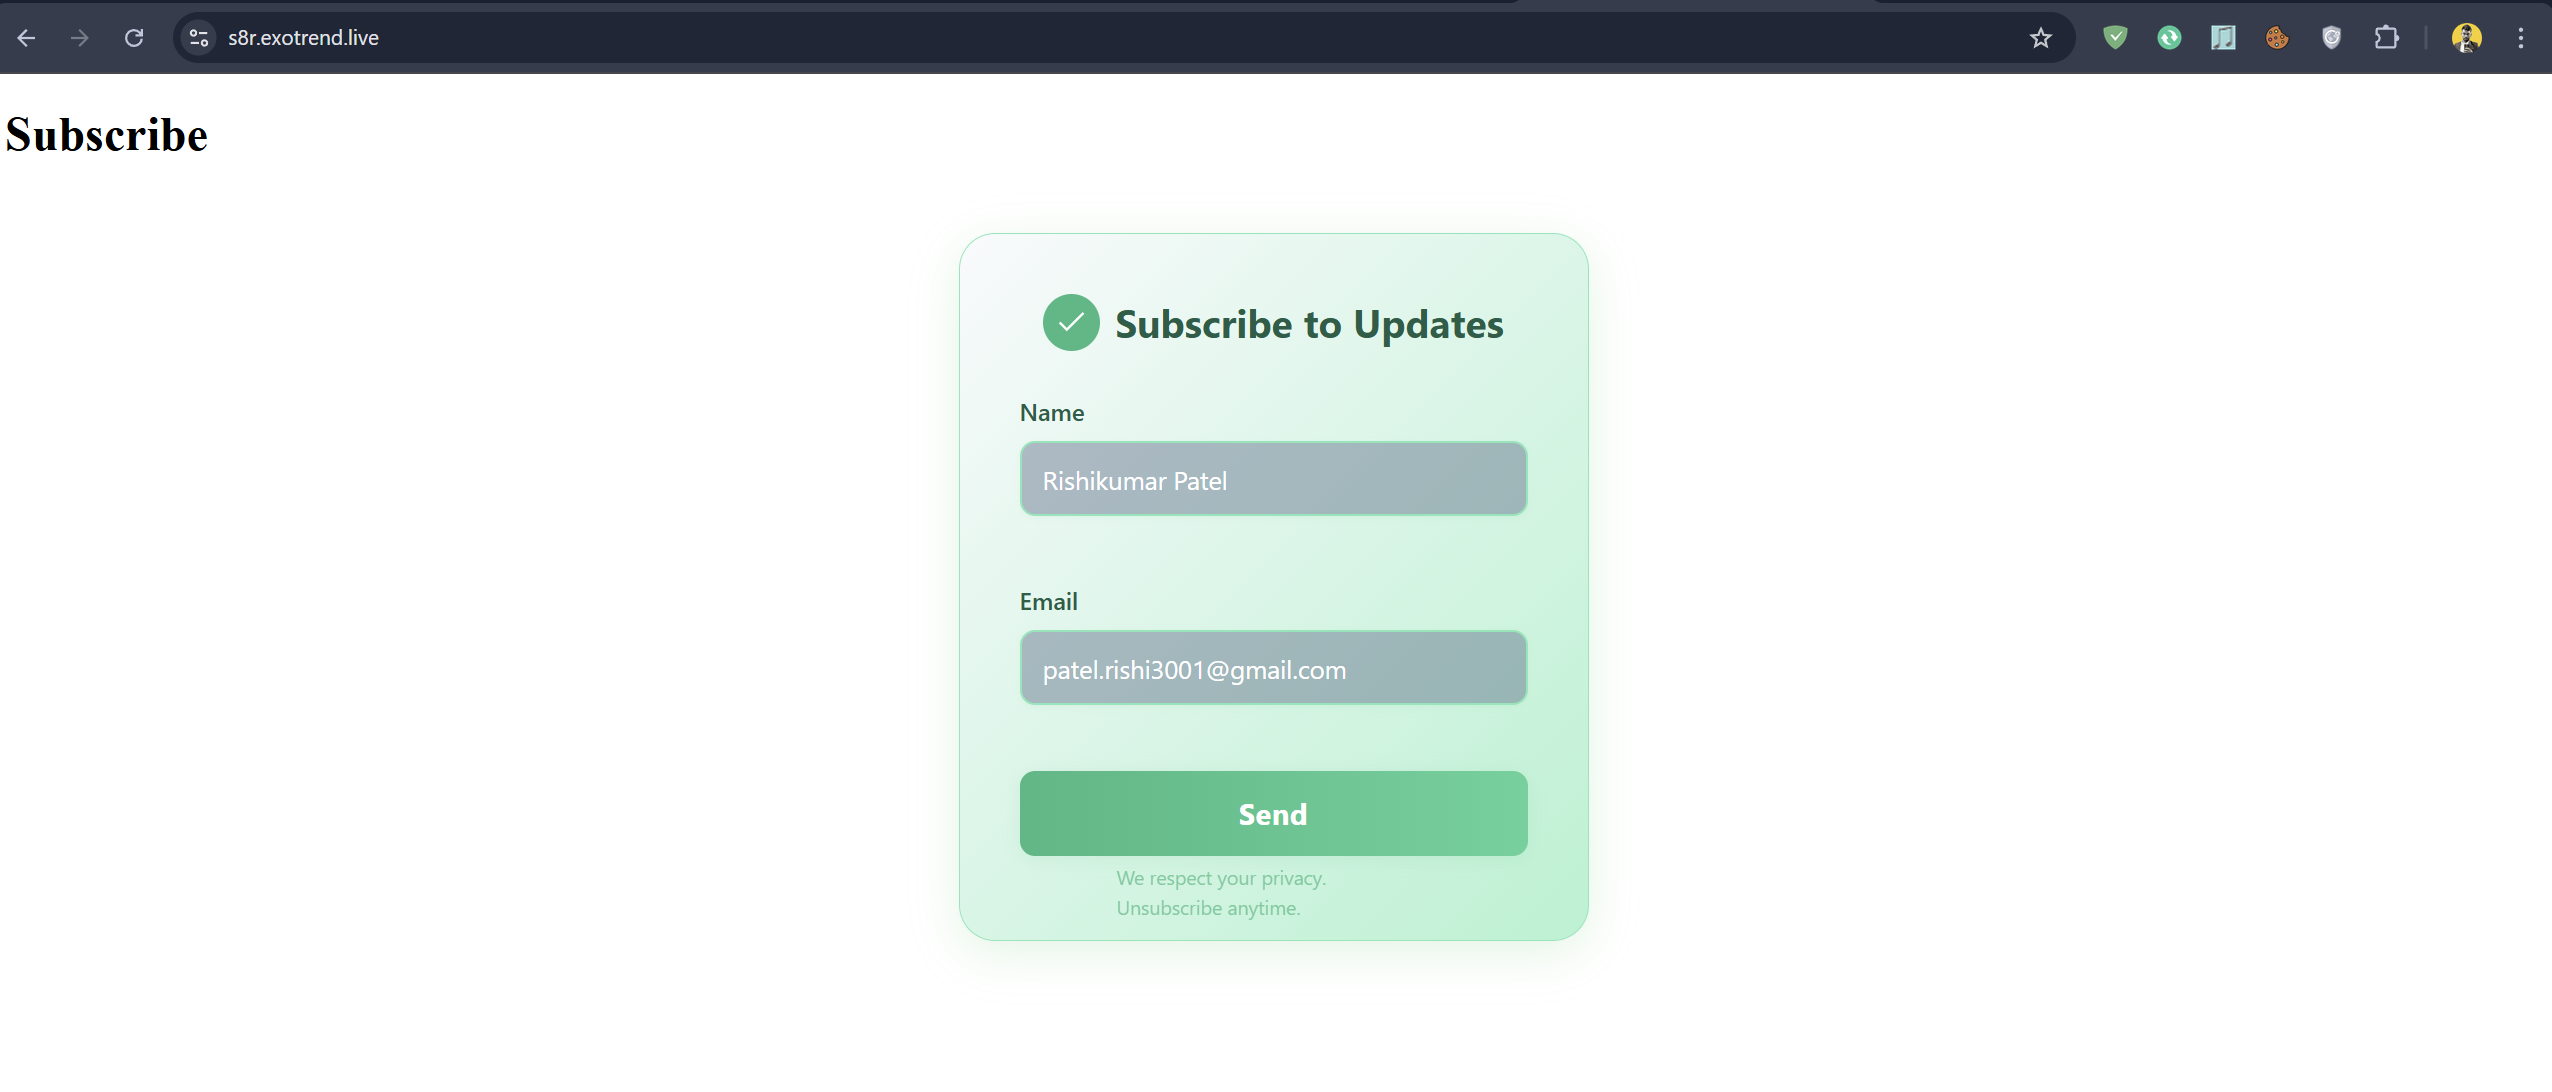 s8r.exotrend.live
Subscribe
Subscribe to Updates
Name
Rishikumar Patel
Email
patel.rishi3001@gmail.com
Send
We respect your privacy.
Unsubscribe anytime.